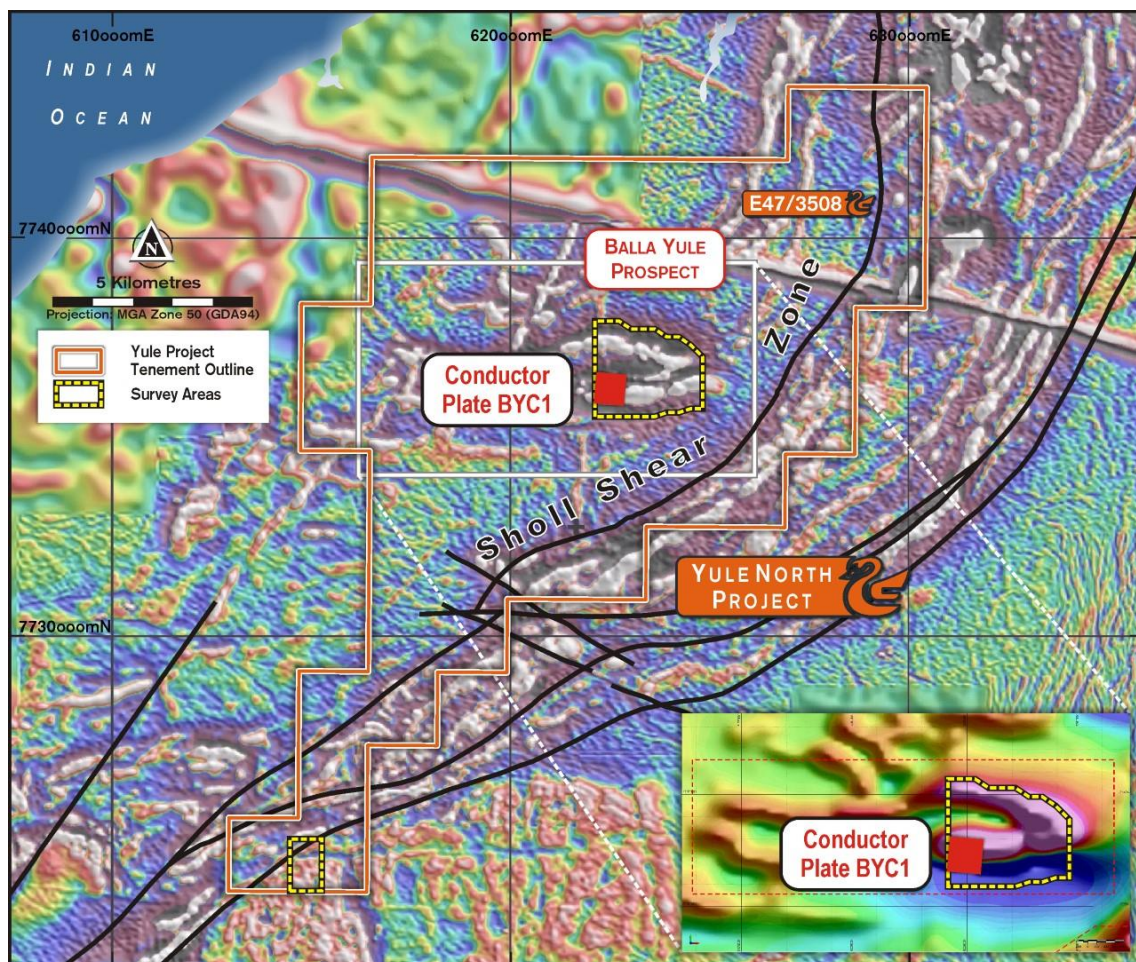 610000mE
620000mE
630000mE
INDIAN
OCEAN
E47/3508
7740000mN
N
BALLA YULE
PROSPECT
5 Kilometres
Projection: MGA Zone 50 (GDA94)
Zone
Yule Project
Tenement Outline
Survey Areas
Conductor
Plate BYC1
Sholl Shear
YULE NORTH
PROJECT
7730000mN
Conductor
Plate BYC1